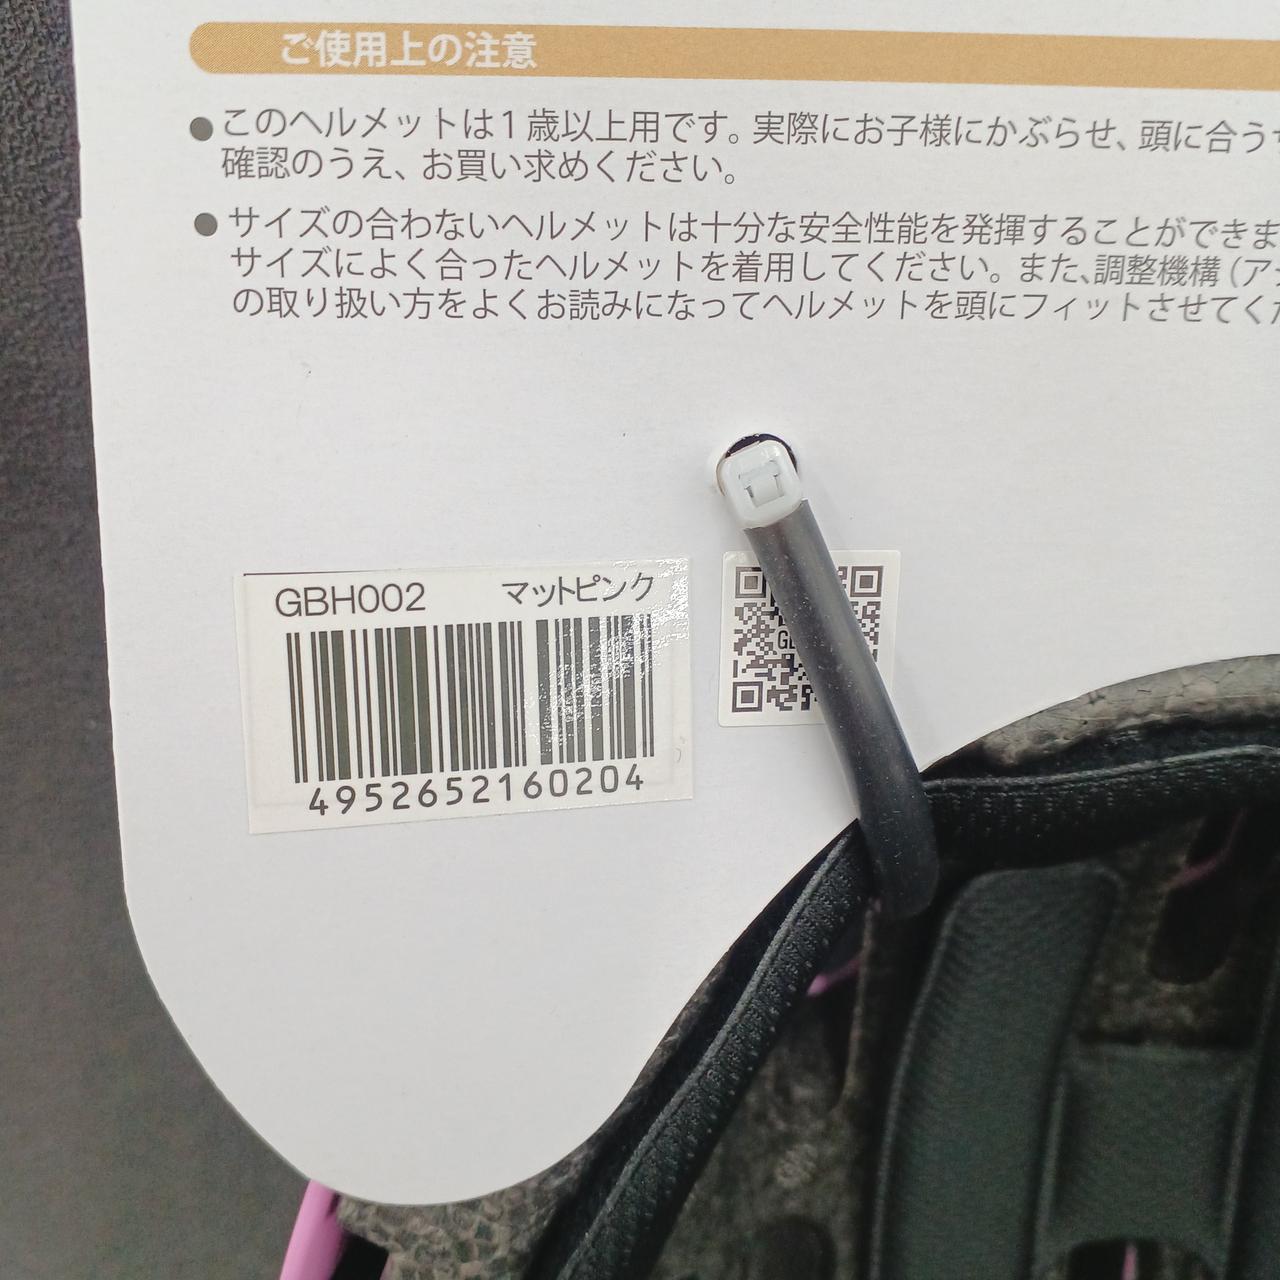 ご使用上の注意
●このヘルメットは1歳以上用です。実際にお子様にかぶらせ、頭に合う
確認のうえ、お買い求めください。
●サイズの合わないヘルメットは十分な安全性能を発揮することができま
サイズによく合ったヘルメットを着用してください。また、調整機構(ア
の取り扱い方をよくお読みになってヘルメットを頭にフィットさせてくだ
GBH002 マットピンク
4952652160204